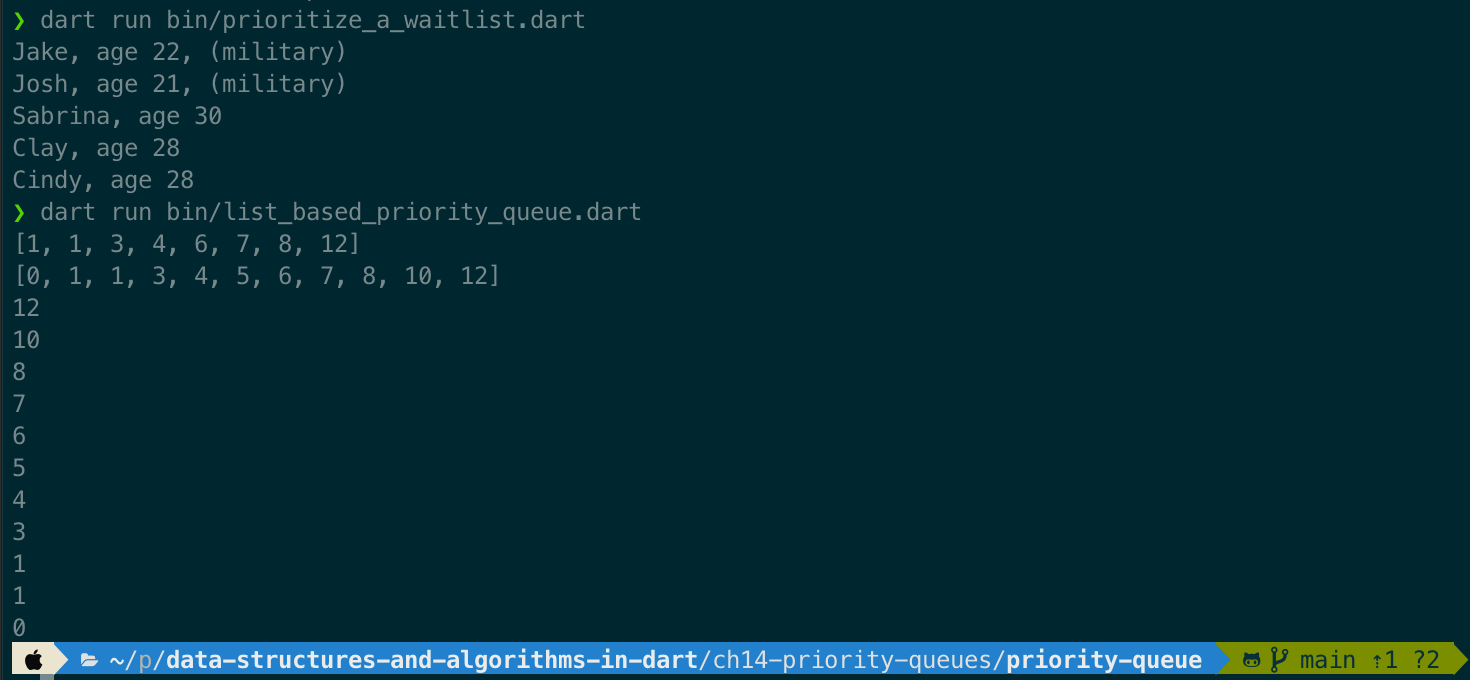 ❯ dart run bin/prioritize_a_waitlist.dart
Jake, age 22, (military)
Josh, age 21, (military)
Sabrina, age 30
Clay, age 28
Cindy, age 28
❯ dart run bin/list_based_priority_queue.dart
[1, 1, 3, 4, 6, 7, 8, 12]
[0, 1, 1, 3, 4, 5, 6, 7, 8, 10, 12]
12
10
8
7
6
5
4
3
1
1
0
~/p/data-structures-and-algorithms-in-dart/ch14-priority-queues/priority-queue main ⇡1 ?2